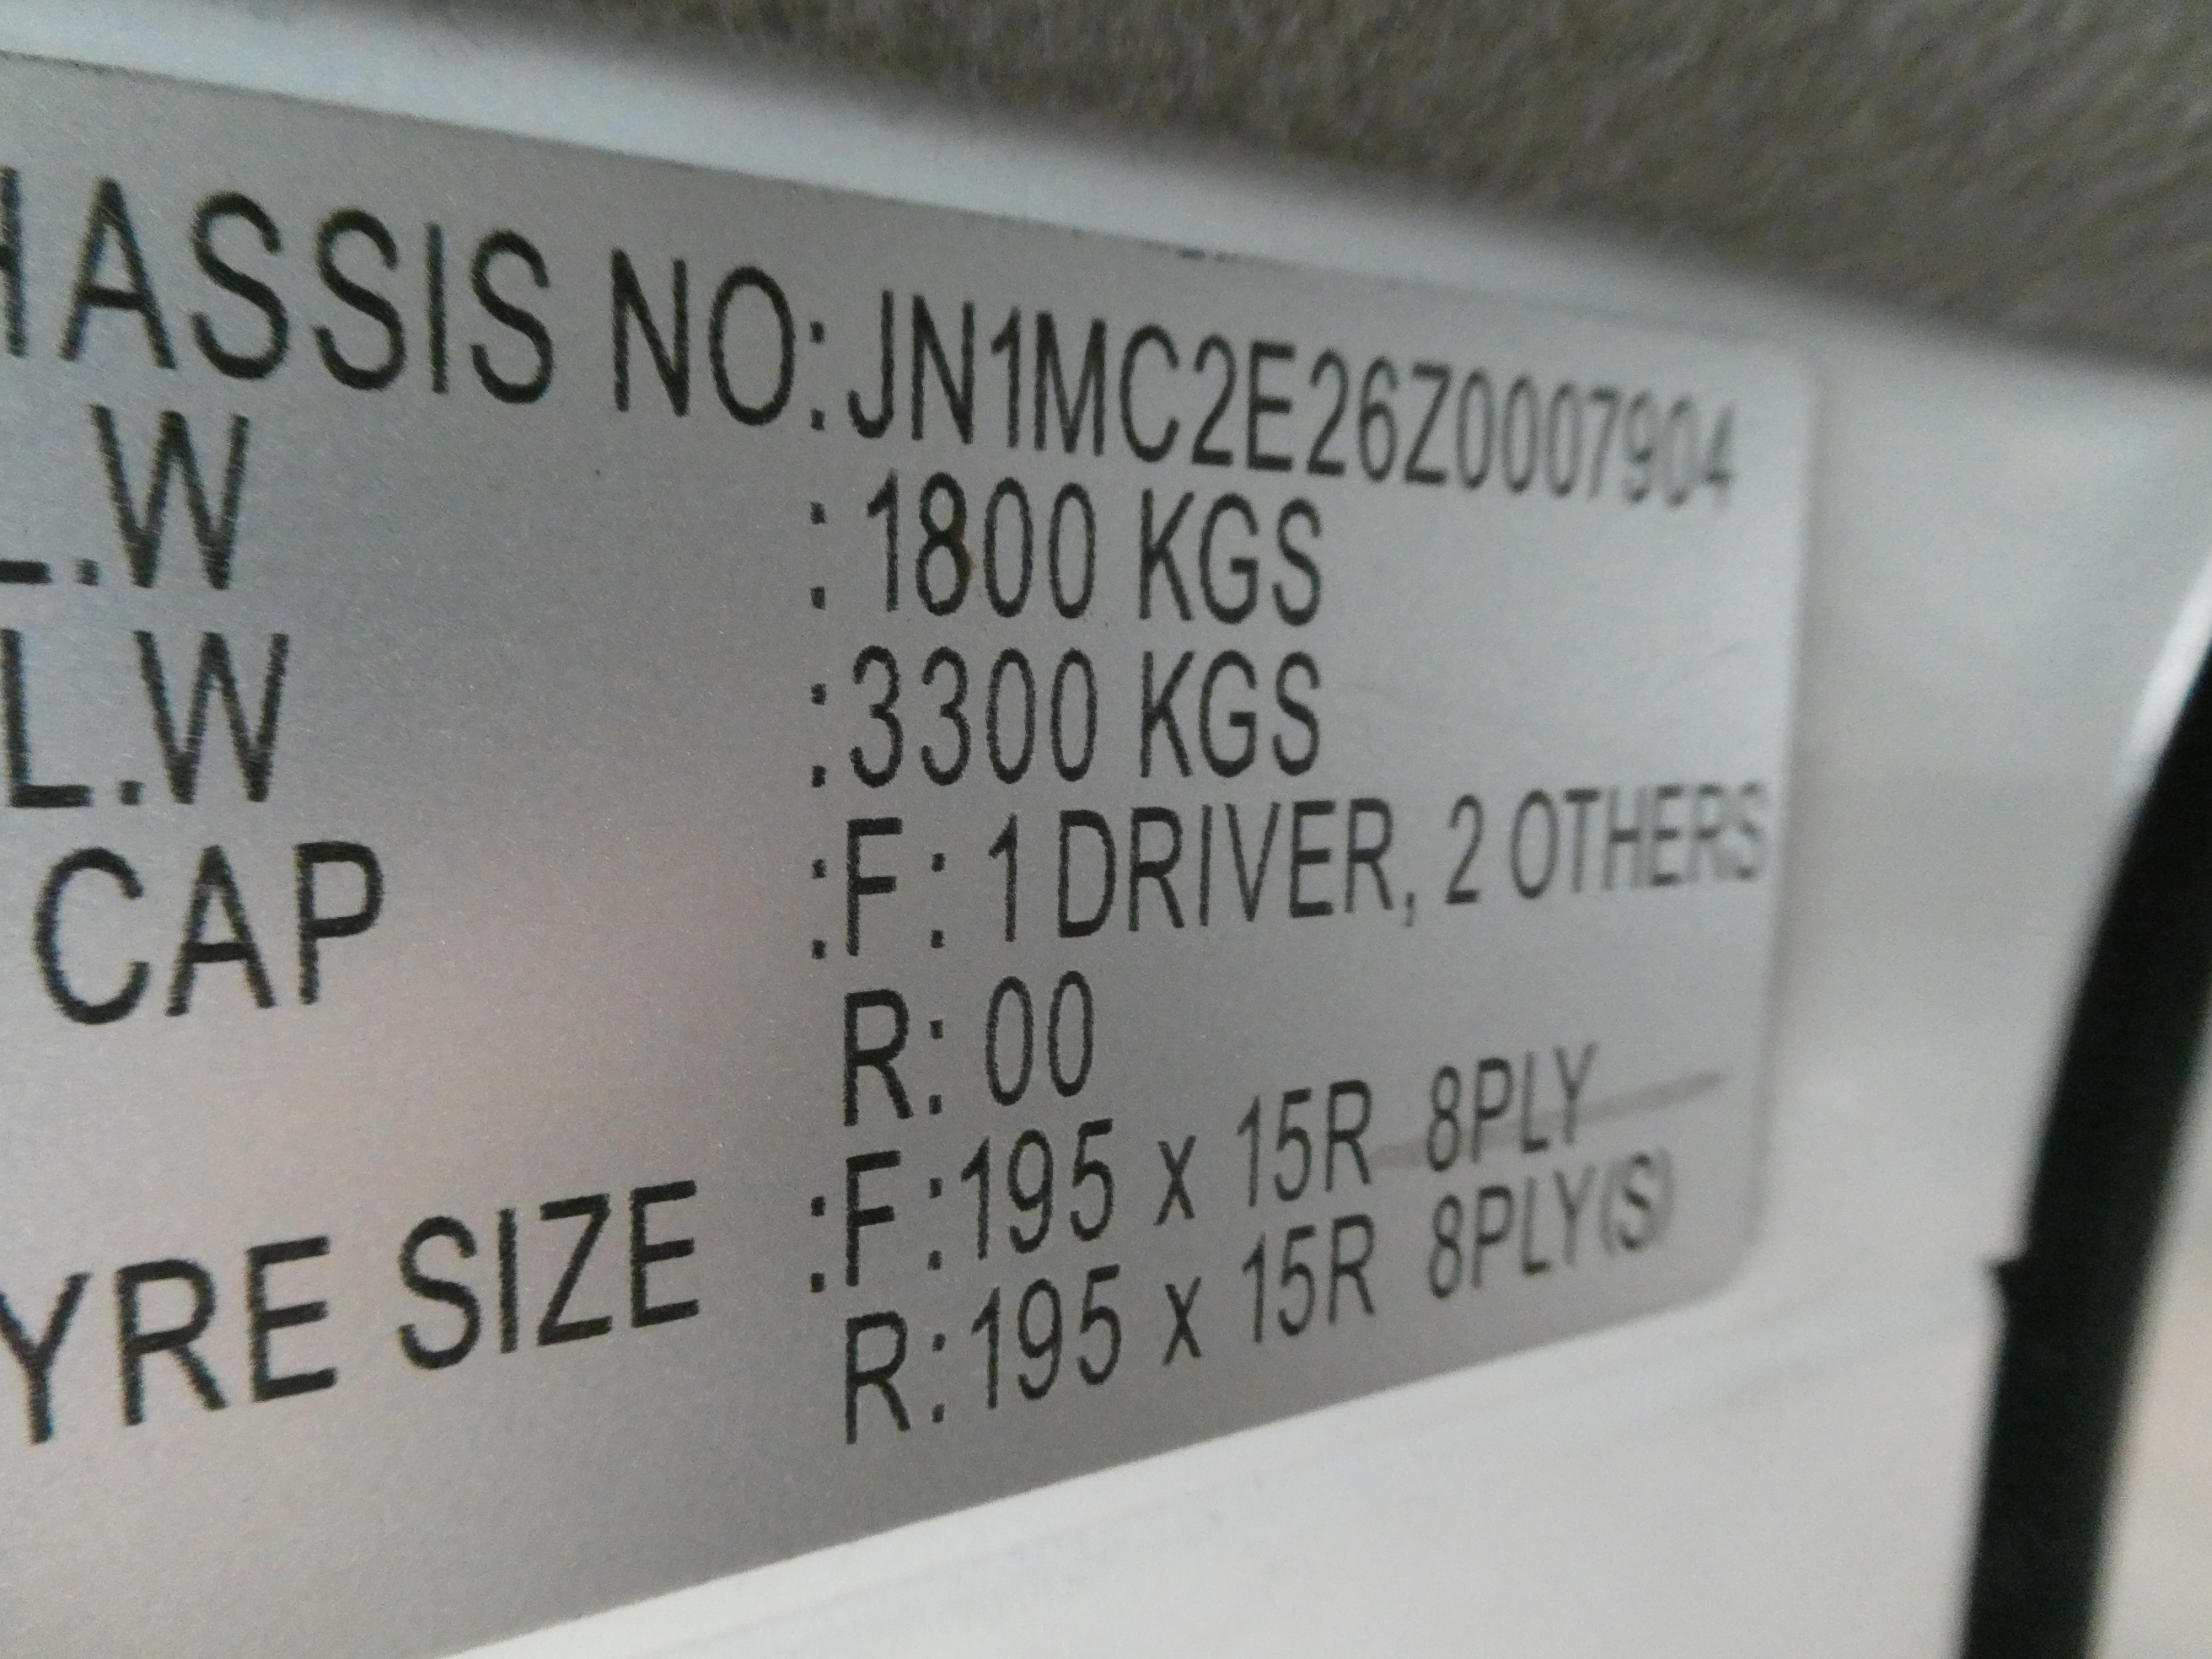 HASSIS NO: JN1MC2E26Z0007904
L.W : 1800 KGS
L.W : 3300 KGS
CAP : F : 1 DRIVER, 2 OTHERS
R : 00
YRE SIZE : F : 195 x 15R 8PLY
R : 195 x 15R 8PLY(S)